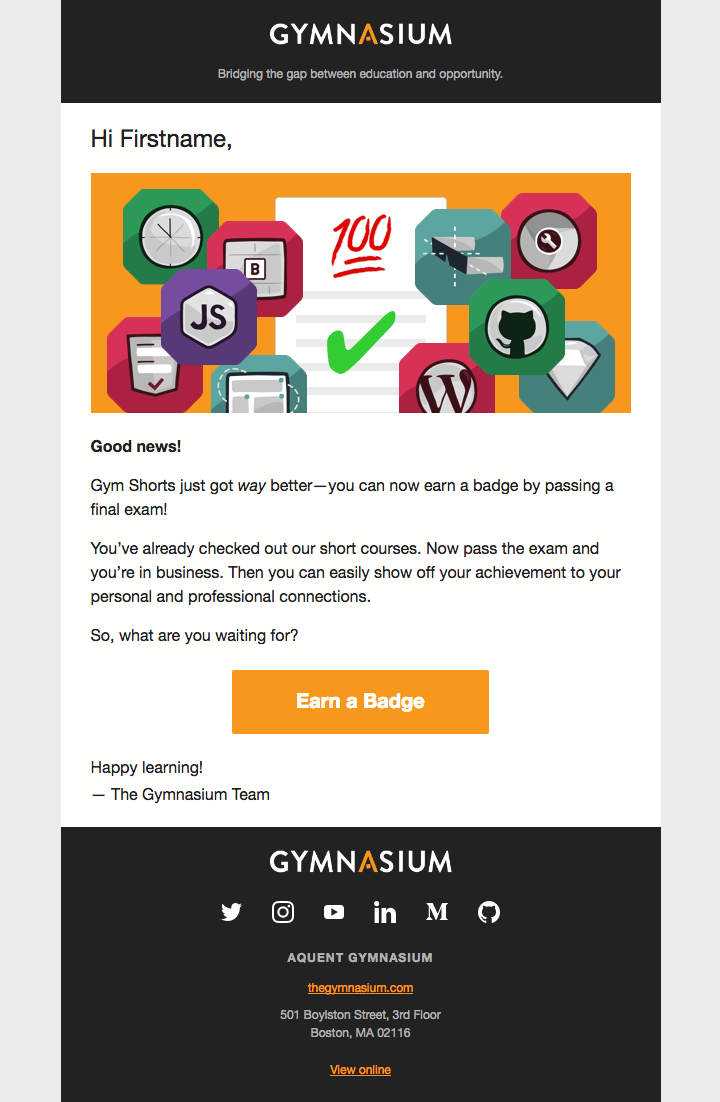 GYMNASIUM
Bridging the gap between education and opportunity.
Hi Firstname,
100
B
JS
W
Good news!
Gym Shorts just got way better—you can now earn a badge by passing a
final exam!
You’ve already checked out our short courses. Now pass the exam and
you’re in business. Then you can easily show off your achievement to your
personal and professional connections.
So, what are you waiting for?
Earn a Badge
Happy learning!
— The Gymnasium Team
GYMNASIUM
in
M
AQUENT GYMNASIUM
thegymnasium.com
501 Boylston Street, 3rd Floor
Boston, MA 02116
View online